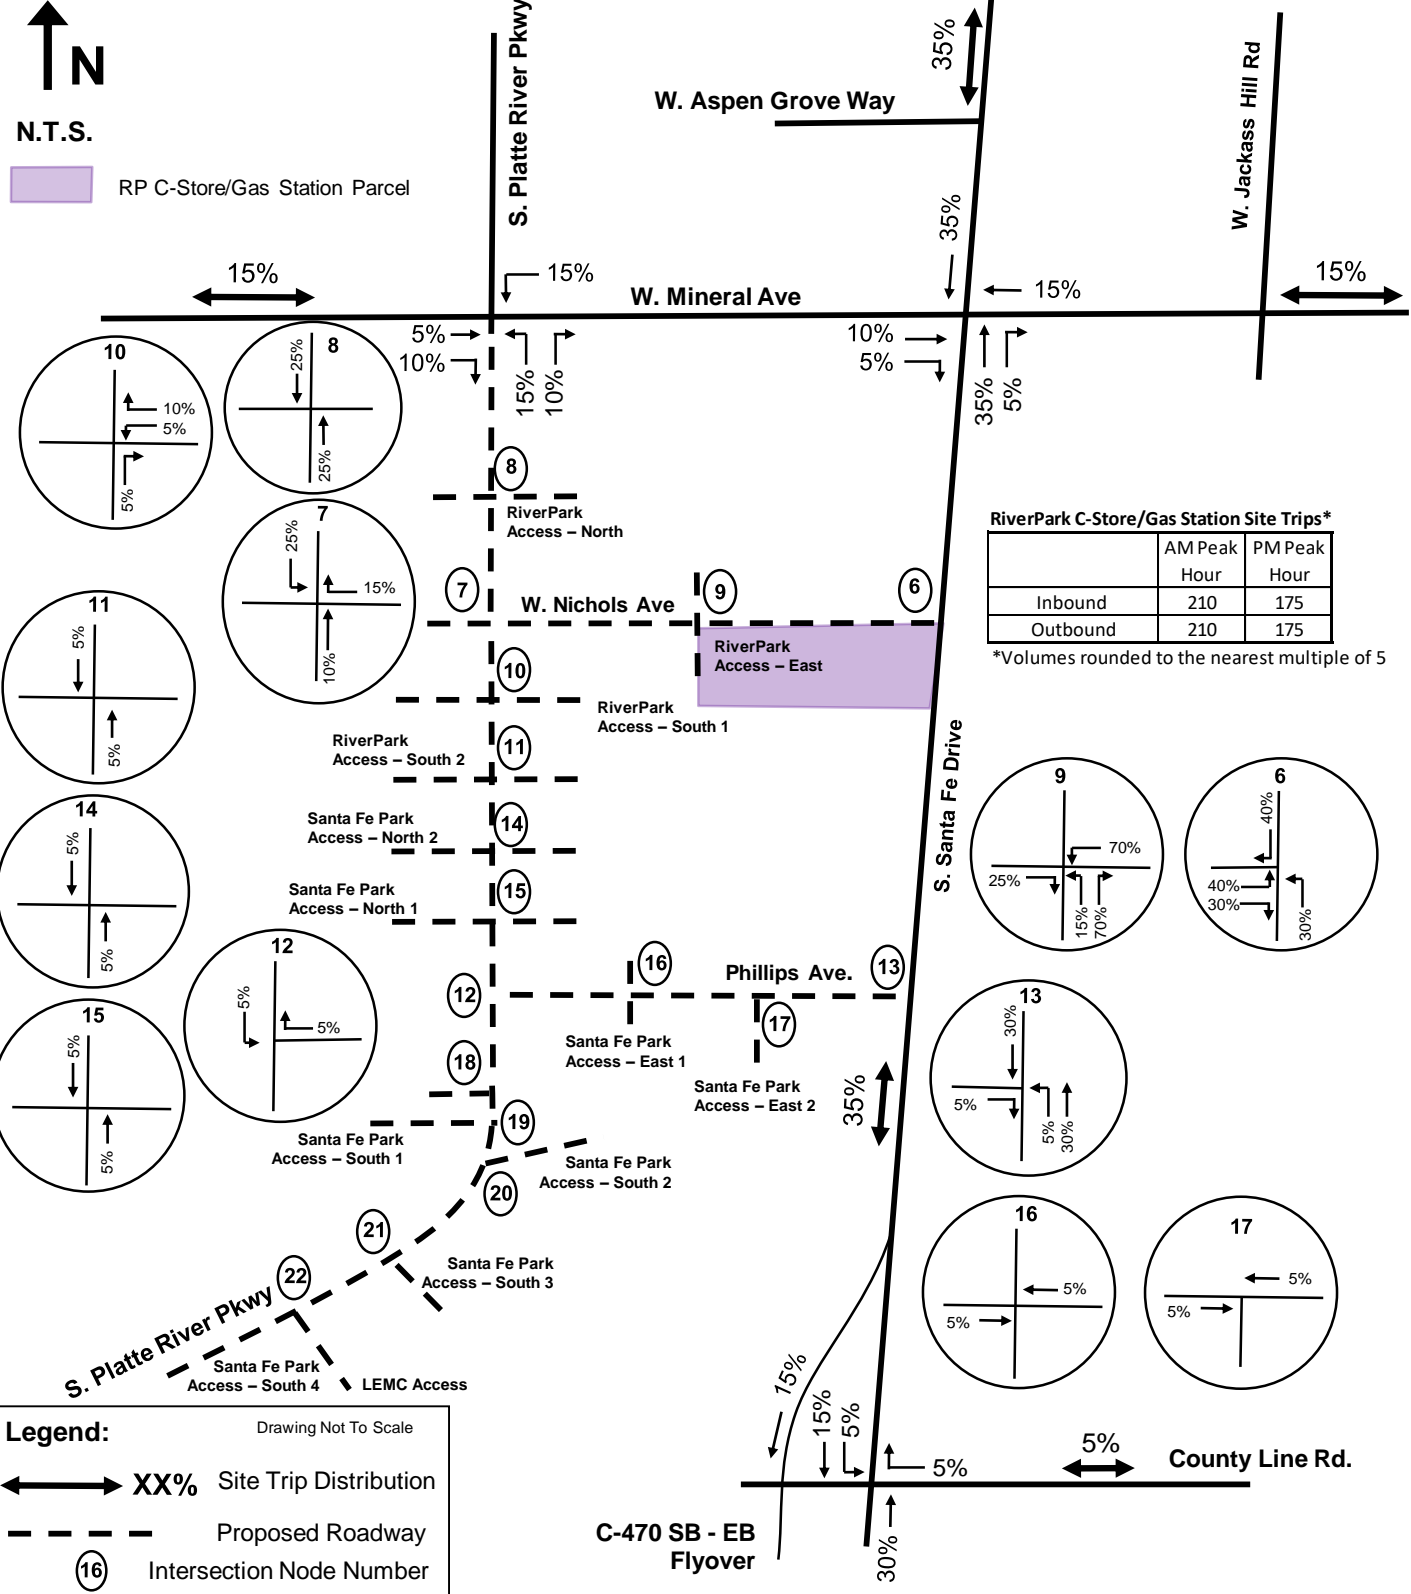 N
N.T.S.
RP C-Store/Gas Station Parcel
S. Platte River Pkwy
W. Aspen Grove Way
35%
W. Jackass Hill Rd
35%
15%
15%
W. Mineral Ave
15%
15%
5%
10%
15%
10%
10%
5%
35%
5%
10
10%
5%
5%
8
25%
25%
7
25%
15%
10%
8
RiverPark
Access – North
7
W. Nichols Ave
9
6
RiverPark
Access – East
RiverPark C-Store/Gas Station Site Trips*
AM Peak Hour
PM Peak Hour
Inbound 210 175
Outbound 210 175
*Volumes rounded to the nearest multiple of 5
10
RiverPark
Access – South 1
11
5%
5%
RiverPark
Access – South 2
11
14
5%
5%
Santa Fe Park
Access – North 2
14
Santa Fe Park
Access – North 1
15
S. Santa Fe Drive
9
70%
25%
15%
70%
6
40%
40%
30%
30%
12
5%
5%
15
5%
5%
12
16
Phillips Ave.
13
17
Santa Fe Park
Access – East 1
Santa Fe Park
Access – East 2
18
19
Santa Fe Park
Access – South 1
Santa Fe Park
Access – South 2
20
35%
13
30%
5%
5%
30%
21
Santa Fe Park
Access – South 3
22
S. Platte River Pkwy
Santa Fe Park
Access – South 4
LEMC Access
16
5%
5%
17
5%
5%
15%
15%
5%
5%
5%
County Line Rd.
30%
C-470 SB - EB
Flyover
Legend:
Drawing Not To Scale
XX% Site Trip Distribution
Proposed Roadway
16 Intersection Node Number